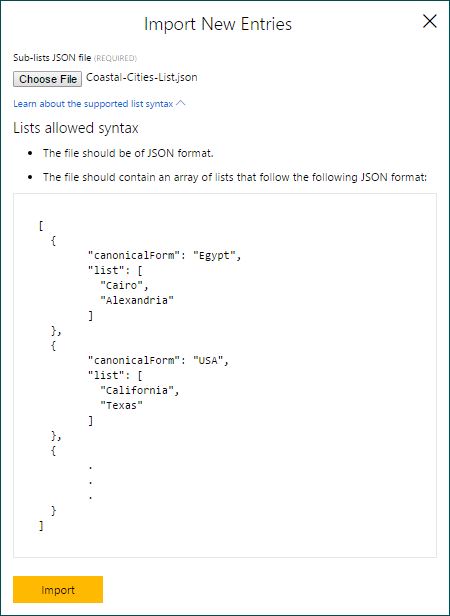 Import New Entries
Sub-lists JSON file (REQUIRED)
Choose File Coastal-Cities-List.json
Learn about the supported list syntax
Lists allowed syntax
• The file should be of JSON format.
• The file should contain an array of lists that follow the following JSON format:
[
{
"canonicalForm": "Egypt",
"list": [
"Cairo",
"Alexandria"
]
},
{
"canonicalForm": "USA",
"list": [
"California",
"Texas"
]
},
{
.
.
.
}
]
Import